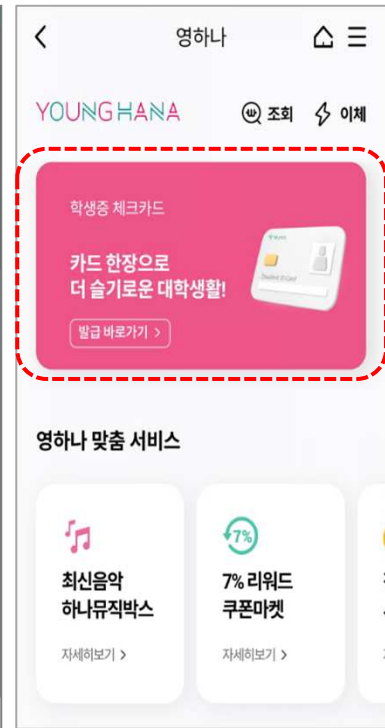 영하나
YOUNG HANA
조회
이체
학생증 체크카드
카드 한장으로
더 슬기로운 대학생활!
발급 바로가기 >
영하나 맞춤 서비스
최신음악
하나뮤직박스
자세히보기 >
7%
7% 리워드
쿠폰마켓
자세히보기 >